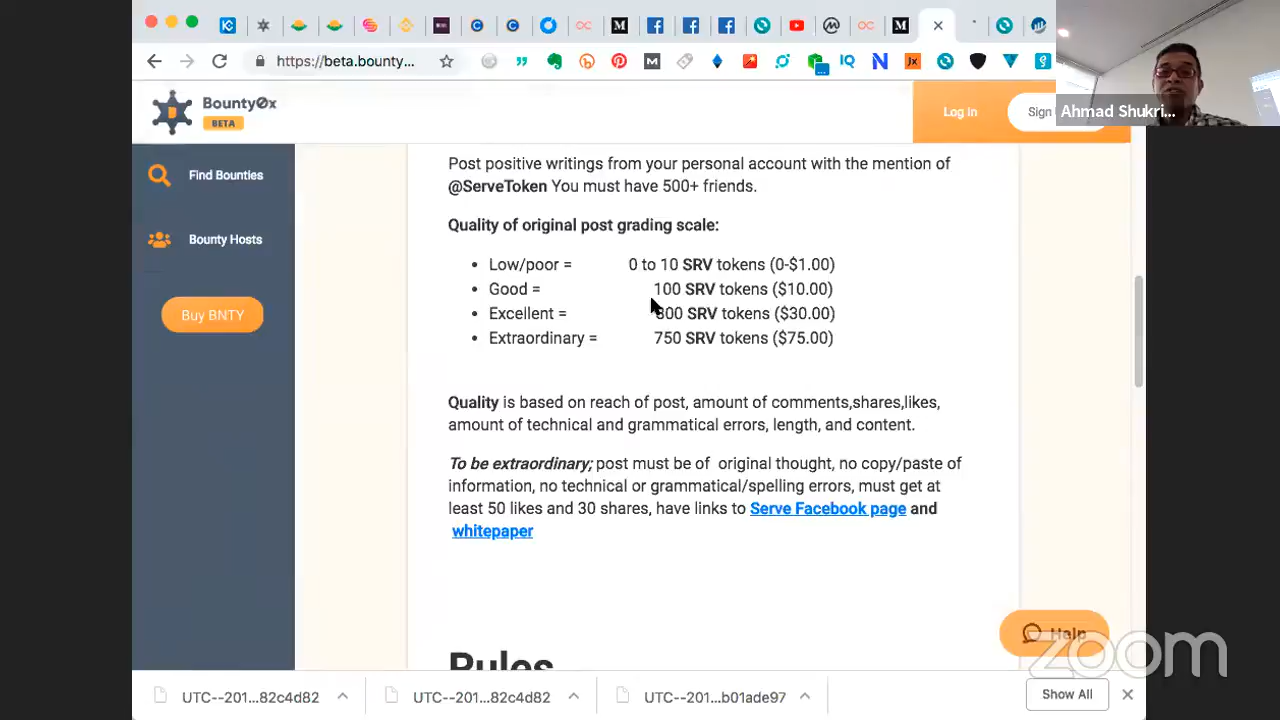 https://beta.bounty...
Bounty0x
BETA
Log in
Sign
Ahmad Shukri...
Find Bounties
Bounty Hosts
Buy BNTY
Post positive writings from your personal account with the mention of
@ServeToken You must have 500+ friends.
Quality of original post grading scale:
Low/poor = 0 to 10 SRV tokens (0-$1.00)
Good = 100 SRV tokens ($10.00)
Excellent = 300 SRV tokens ($30.00)
Extraordinary = 750 SRV tokens ($75.00)
Quality is based on reach of post, amount of comments,shares,likes,
amount of technical and grammatical errors, length, and content.
To be extraordinary; post must be of original thought, no copy/paste of
information, no technical or grammatical/spelling errors, must get at
least 50 likes and 30 shares, have links to Serve Facebook page and
whitepaper
Rules
Help
zoom
UTC--201...82c4d82
UTC--201...82c4d82
UTC--201...b01ade97
Show All